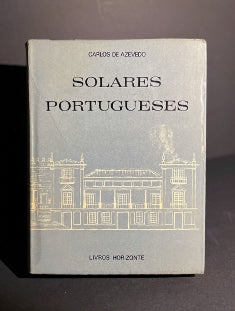 CARLOS DE AZEVEDO
SOLARES
PORTUGUESES
LIVROS HORIZONTE